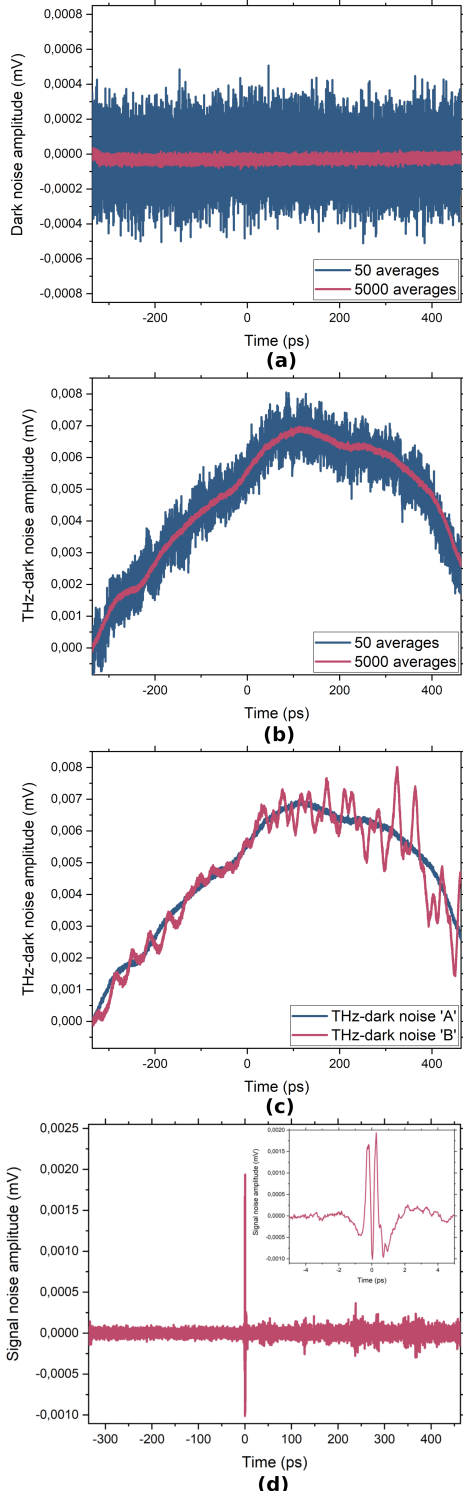 0,0008
0,0006
0,0004
0,0002
0,0000
-0,0002
-0,0004
-0,0006
-0,0008
Dark noise amplitude (mV)
50 averages
5000 averages
-200 0 200 400
Time (ps)
(a)
0,008
0,007
0,006
0,005
0,004
0,003
0,002
0,001
0,000
THz-dark noise amplitude (mV)
50 averages
5000 averages
-200 0 200 400
Time (ps)
(b)
0,008
0,007
0,006
0,005
0,004
0,003
0,002
0,001
0,000
THz-dark noise amplitude (mV)
THz-dark noise 'A'
THz-dark noise 'B'
-200 0 200 400
Time (ps)
(c)
0,0025
0,0020
0,0015
0,0010
0,0005
0,0000
-0,0005
-0,0010
Signal noise amplitude (mV)
0,0020
0,0015
0,0010
0,0005
0,0000
-0,0005
-0,0010
Signal noise amplitude (mV)
-4 -2 0 2 4
Time (ps)
-300 -200 -100 0 100 200 300 400
Time (ps)
(d)